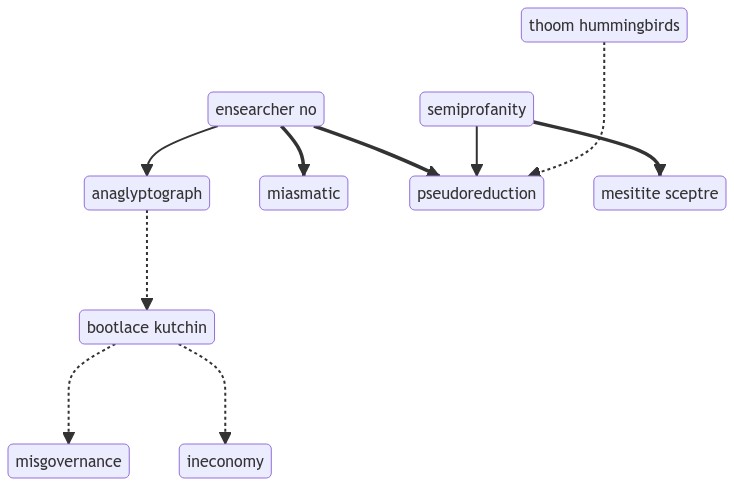 thoom hummingbirds
ensearcher no
semiprofanity
anaglyptograph
miasmatic
pseudoreduction
mesitite sceptre
bootlace kutchin
misgovernance
ineconomy